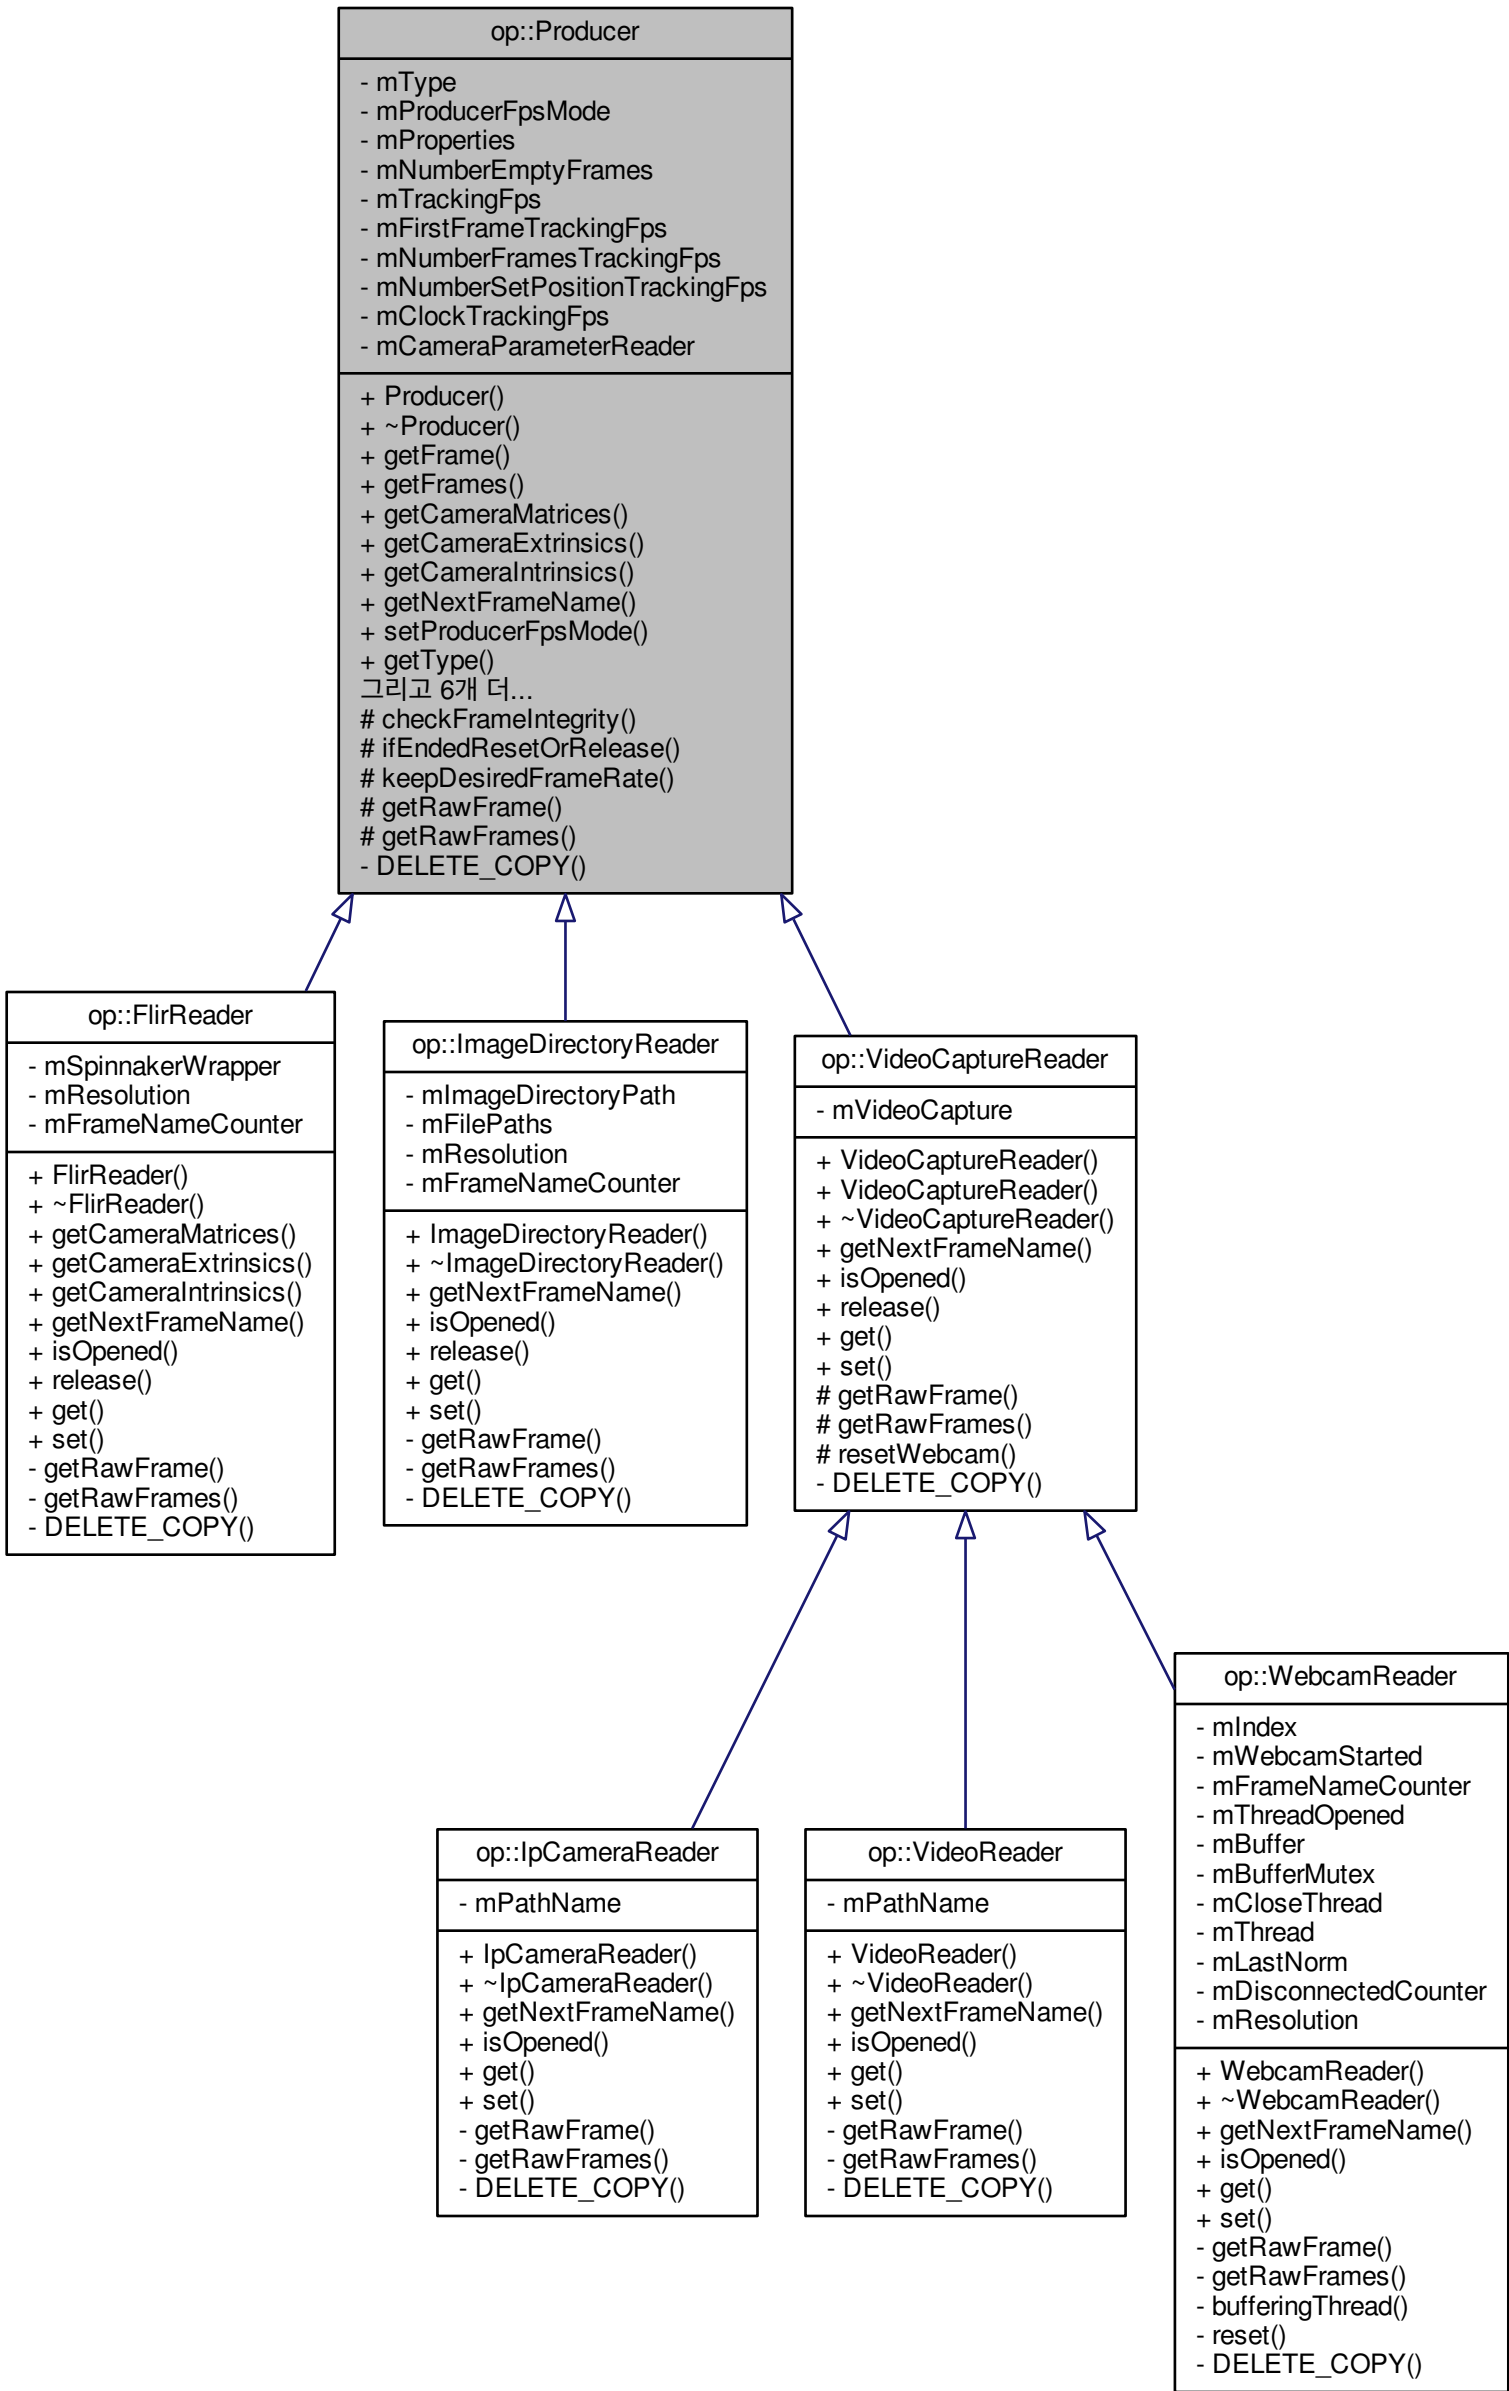 op::Producer
- mType
- mProducerFpsMode
- mProperties
- mNumberEmptyFrames
- mTrackingFps
- mFirstFrameTrackingFps
- mNumberFramesTrackingFps
- mNumberSetPositionTrackingFps
- mClockTrackingFps
- mCameraParameterReader
+ Producer()
+ ~Producer()
+ getFrame()
+ getFrames()
+ getCameraMatrices()
+ getCameraExtrinsics()
+ getCameraIntrinsics()
+ getNextFrameName()
+ setProducerFpsMode()
+ getType()
그리고 6개 더...
# checkFrameIntegrity()
# ifEndedResetOrRelease()
# keepDesiredFrameRate()
# getRawFrame()
# getRawFrames()
- DELETE_COPY()
op::FlirReader
- mSpinnakerWrapper
- mResolution
- mFrameNameCounter
+ FlirReader()
+ ~FlirReader()
+ getCameraMatrices()
+ getCameraExtrinsics()
+ getCameraIntrinsics()
+ getNextFrameName()
+ isOpened()
+ release()
+ get()
+ set()
- getRawFrame()
- getRawFrames()
- DELETE_COPY()
op::ImageDirectoryReader
- mImageDirectoryPath
- mFilePaths
- mResolution
- mFrameNameCounter
+ ImageDirectoryReader()
+ ~ImageDirectoryReader()
+ getNextFrameName()
+ isOpened()
+ release()
+ get()
+ set()
- getRawFrame()
- getRawFrames()
- DELETE_COPY()
op::VideoCaptureReader
- mVideoCapture
+ VideoCaptureReader()
+ VideoCaptureReader()
+ ~VideoCaptureReader()
+ getNextFrameName()
+ isOpened()
+ release()
+ get()
+ set()
# getRawFrame()
# getRawFrames()
# resetWebcam()
- DELETE_COPY()
op::IpCameraReader
- mPathName
+ IpCameraReader()
+ ~IpCameraReader()
+ getNextFrameName()
+ isOpened()
+ get()
+ set()
- getRawFrame()
- getRawFrames()
- DELETE_COPY()
op::VideoReader
- mPathName
+ VideoReader()
+ ~VideoReader()
+ getNextFrameName()
+ isOpened()
+ get()
+ set()
- getRawFrame()
- getRawFrames()
- DELETE_COPY()
op::WebcamReader
- mIndex
- mWebcamStarted
- mFrameNameCounter
- mThreadOpened
- mBuffer
- mBufferMutex
- mCloseThread
- mThread
- mLastNorm
- mDisconnectedCounter
- mResolution
+ WebcamReader()
+ ~WebcamReader()
+ getNextFrameName()
+ isOpened()
+ get()
+ set()
- getRawFrame()
- getRawFrames()
- bufferingThread()
- reset()
- DELETE_COPY()